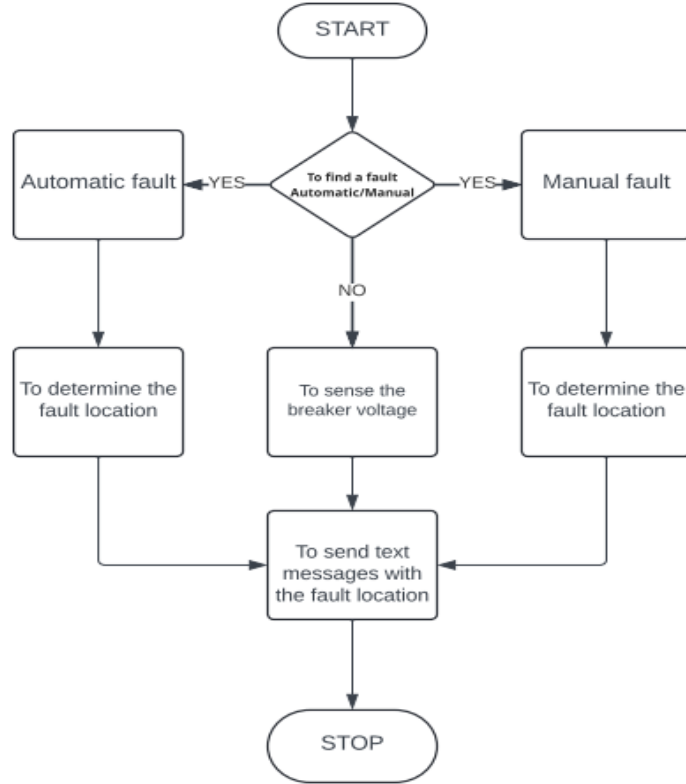 START
To find a fault
Automatic/Manual
Automatic fault
YES
YES
Manual fault
NO
To determine the
fault location
To sense the
breaker voltage
To determine the
fault location
To send text
messages with
the fault location
STOP